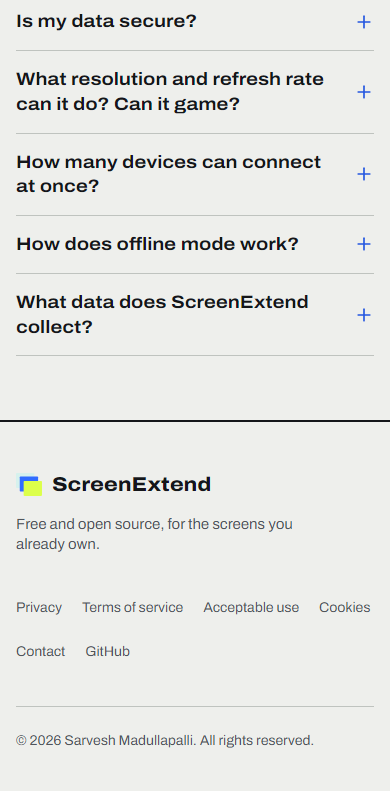 Is my data secure?
What resolution and refresh rate
can it do? Can it game?
How many devices can connect
at once?
How does offline mode work?
What data does ScreenExtend
collect?
ScreenExtend
Free and open source, for the screens you
already own.
Privacy Terms of service Acceptable use Cookies
Contact GitHub
© 2026 Sarvesh Madullapalli. All rights reserved.